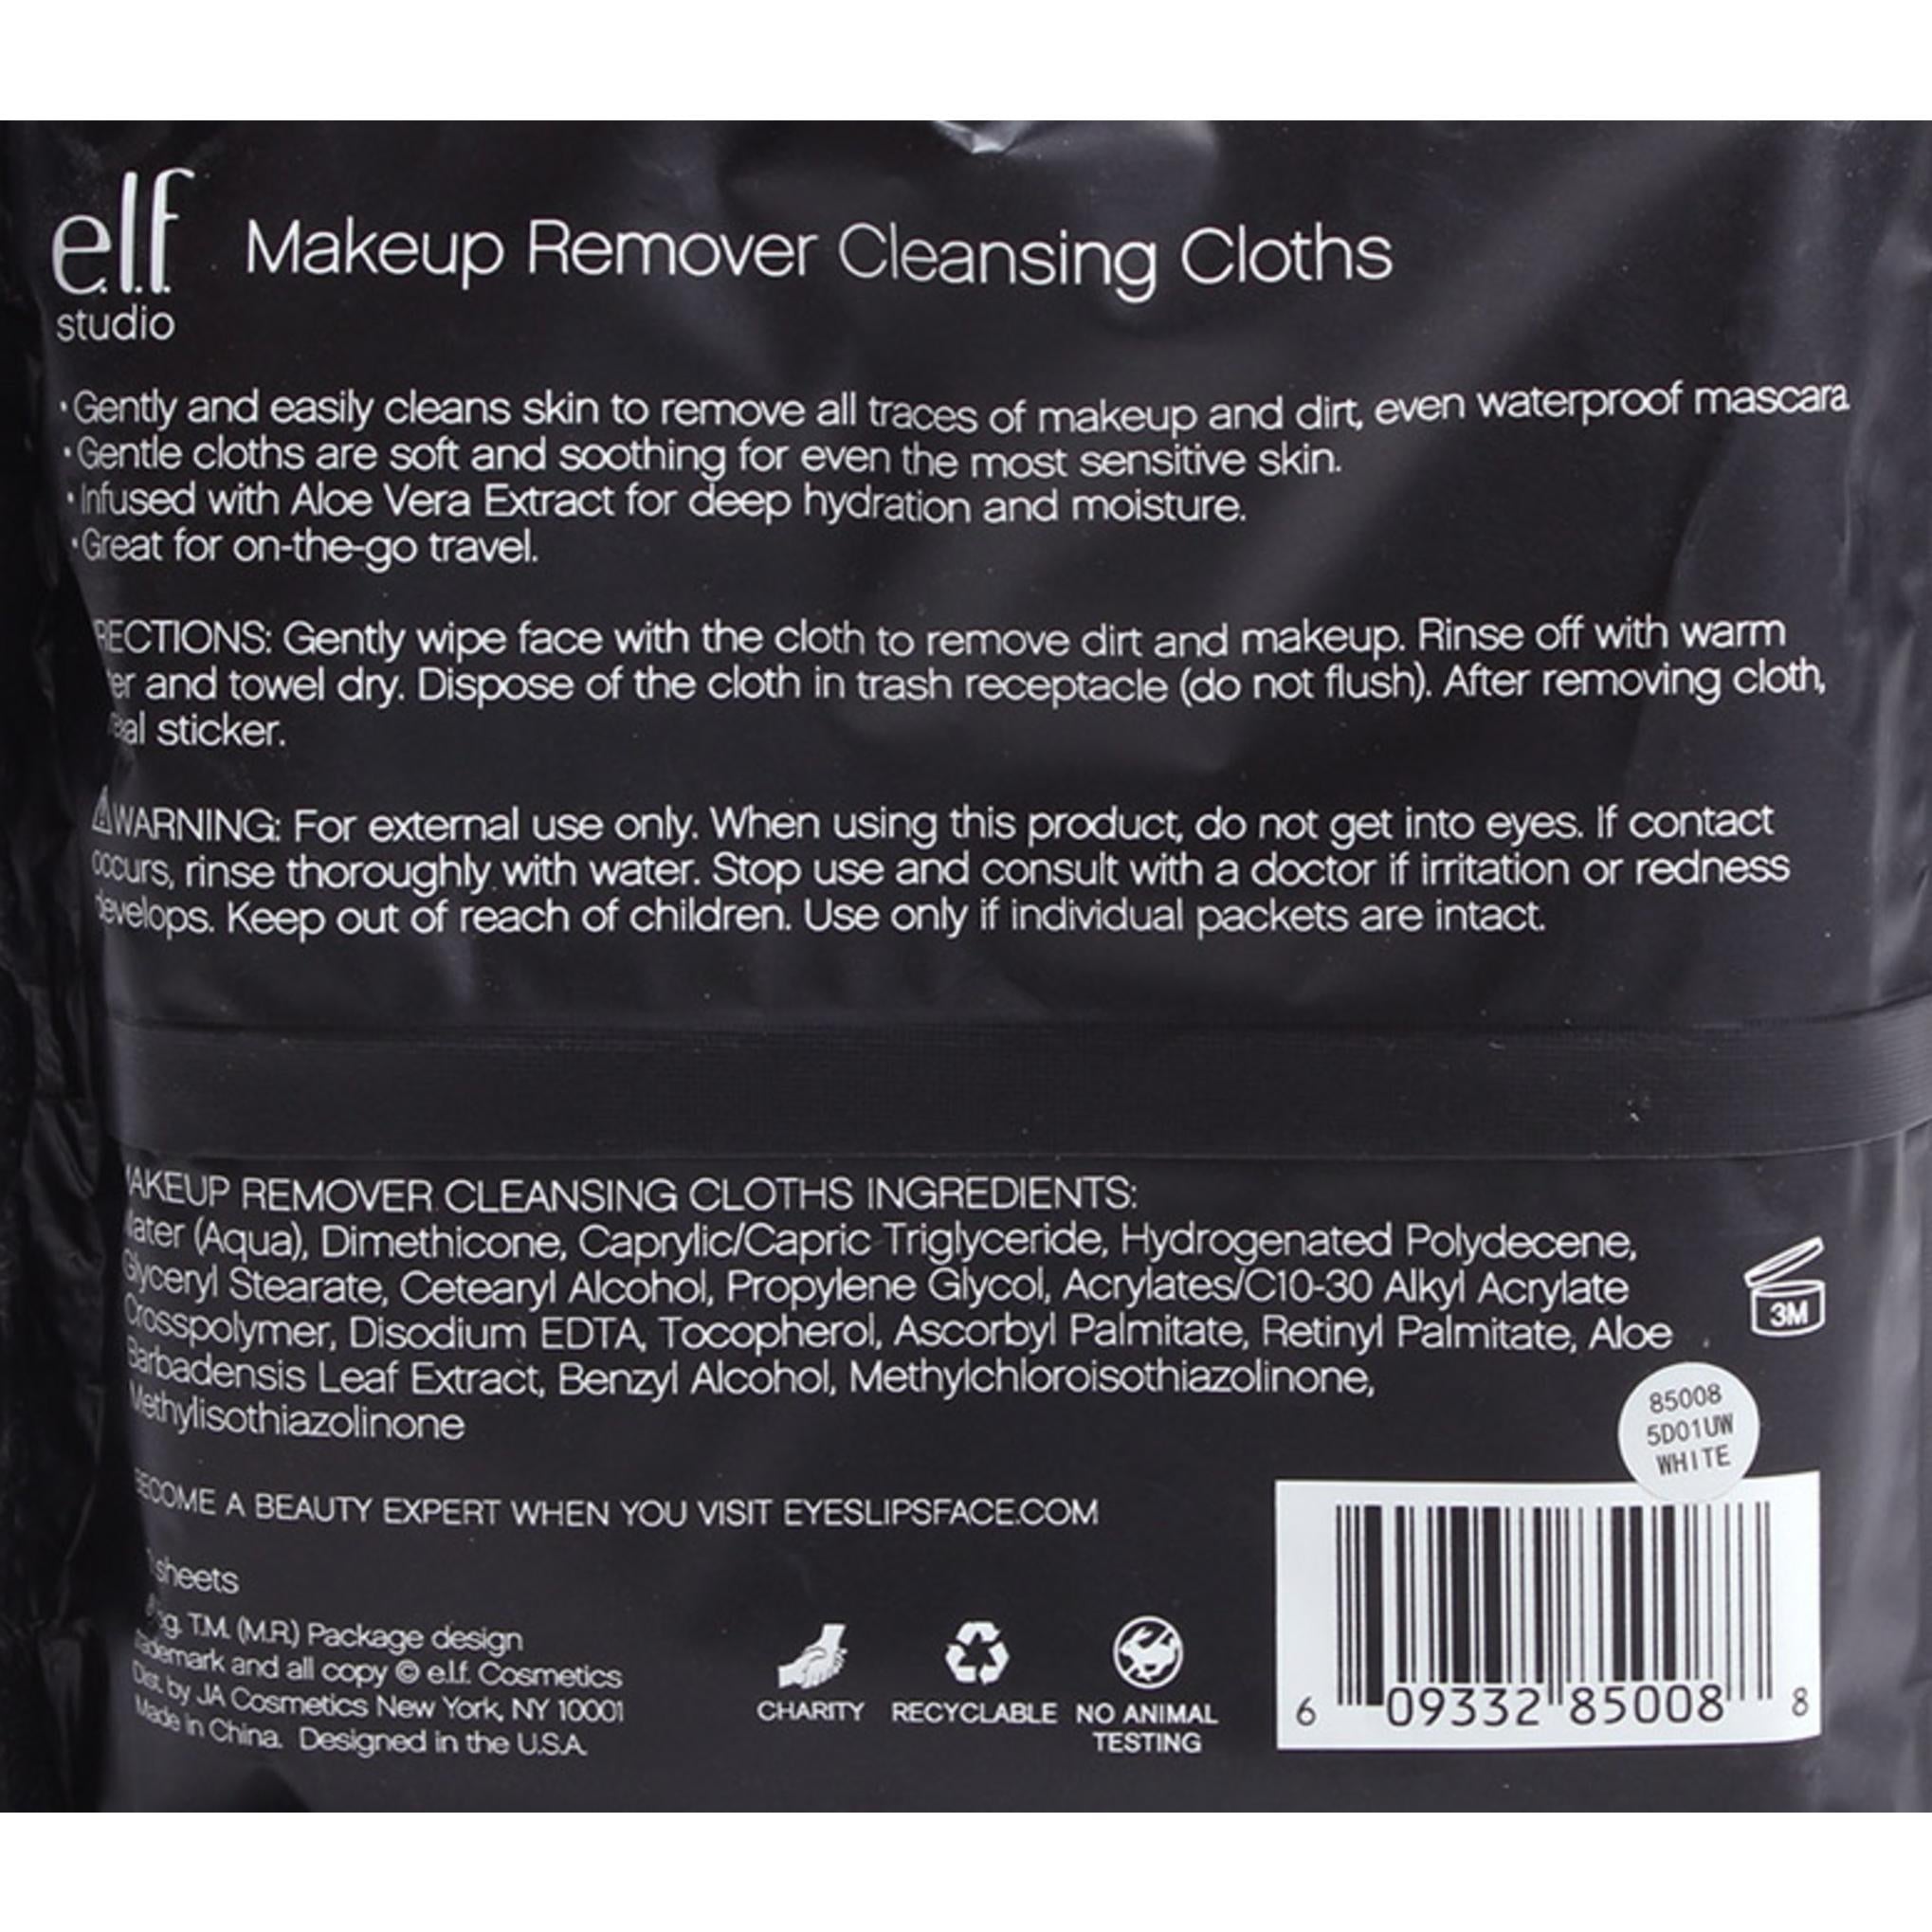 e.l.f.
studio
Makeup Remover Cleansing Cloths
• Gently and easily cleans skin to remove all traces of makeup and dirt, even waterproof mascara
• Gentle cloths are soft and soothing for even the most sensitive skin.
• Infused with Aloe Vera Extract for deep hydration and moisture.
• Great for on-the-go travel.
RECTIONS: Gently wipe face with the cloth to remove dirt and makeup. Rinse off with warm
er and towel dry. Dispose of the cloth in trash receptacle (do not flush). After removing cloth,
eal sticker.
⚠WARNING: For external use only. When using this product, do not get into eyes. If contact
occurs, rinse thoroughly with water. Stop use and consult with a doctor if irritation or redness
develops. Keep out of reach of children. Use only if individual packets are intact.
MAKEUP REMOVER CLEANSING CLOTHS INGREDIENTS:
Water (Aqua), Dimethicone, Caprylic/Capric Triglyceride, Hydrogenated Polydecene,
Glyceryl Stearate, Cetearyl Alcohol, Propylene Glycol, Acrylates/C10-30 Alkyl Acrylate
Crosspolymer, Disodium EDTA, Tocopherol, Ascorbyl Palmitate, Retinyl Palmitate, Aloe
Barbadensis Leaf Extract, Benzyl Alcohol, Methylchloroisothiazolinone,
Methylisothiazolinone
3M
85008
5D01UW
WHITE
BECOME A BEAUTY EXPERT WHEN YOU VISIT EYESLIPSFACE.COM
sheets
g. T.M. (M.R.) Package design
trademark and all copy © e.l.f. Cosmetics
Dist. by JA Cosmetics New York, NY 10001
Made in China. Designed in the U.S.A.
CHARITY
RECYCLABLE
NO ANIMAL
TESTING
6 09332 85008 8